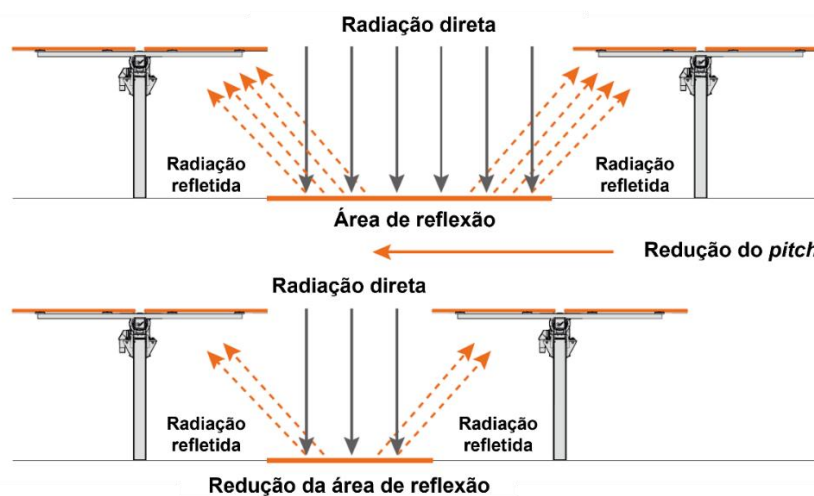 Radiação direta
Radiação
refletida
Radiação
refletida
Área de reflexão
Redução do pitch
Radiação direta
Radiação
refletida
Radiação
refletida
Redução da área de reflexão